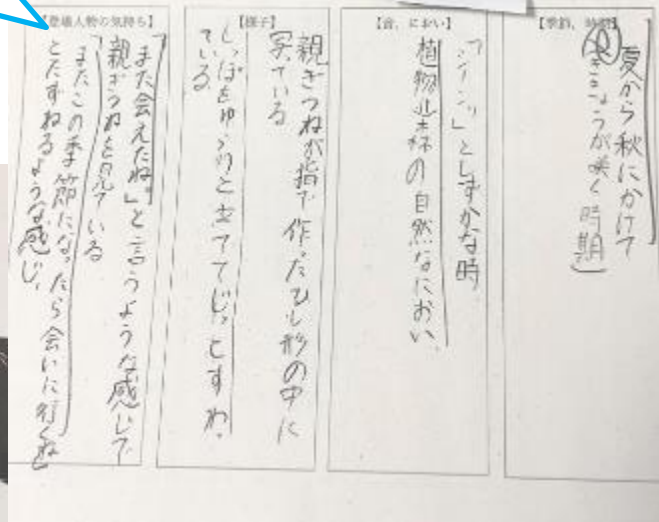 【季節、時間】
夏から秋にかけて
(ききょうが咲く時期)
【音、におい】
「シーンッ」としずかな時
植物や森の自然なにおい
【様子】
親ぎつねが指で作ったひし形の中に
写っている
しっぽをゆらりと立ててじっとすわっ
ている
【登場人物の気持ち】
「また会えたね。」と言うような感じで
親ぎつねを見ている
「またこの季節になったら会いに行くね」
とたずねるような感じ。